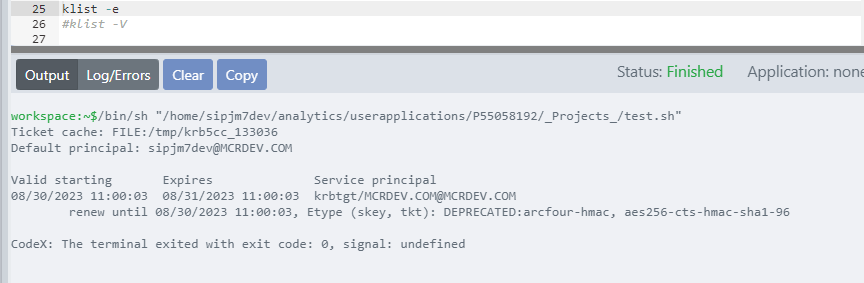 25 klist -e
26 #klist -V
27
Output Log/Errors Clear Copy Status: Finished Application: none
workspace:~$/bin/sh "/home/sipjm7dev/analytics/userapplications/P55058192/_Projects_/test.sh"
Ticket cache: FILE:/tmp/krb5cc_133036
Default principal: sipjm7dev@MCRDEV.COM
Valid starting Expires Service principal
08/30/2023 11:00:03 08/31/2023 11:00:03 krbtgt/MCRDEV.COM@MCRDEV.COM
renew until 08/30/2023 11:00:03, Etype (skey, tkt): DEPRECATED:arcfour-hmac, aes256-cts-hmac-sha1-96
CodeX: The terminal exited with exit code: 0, signal: undefined